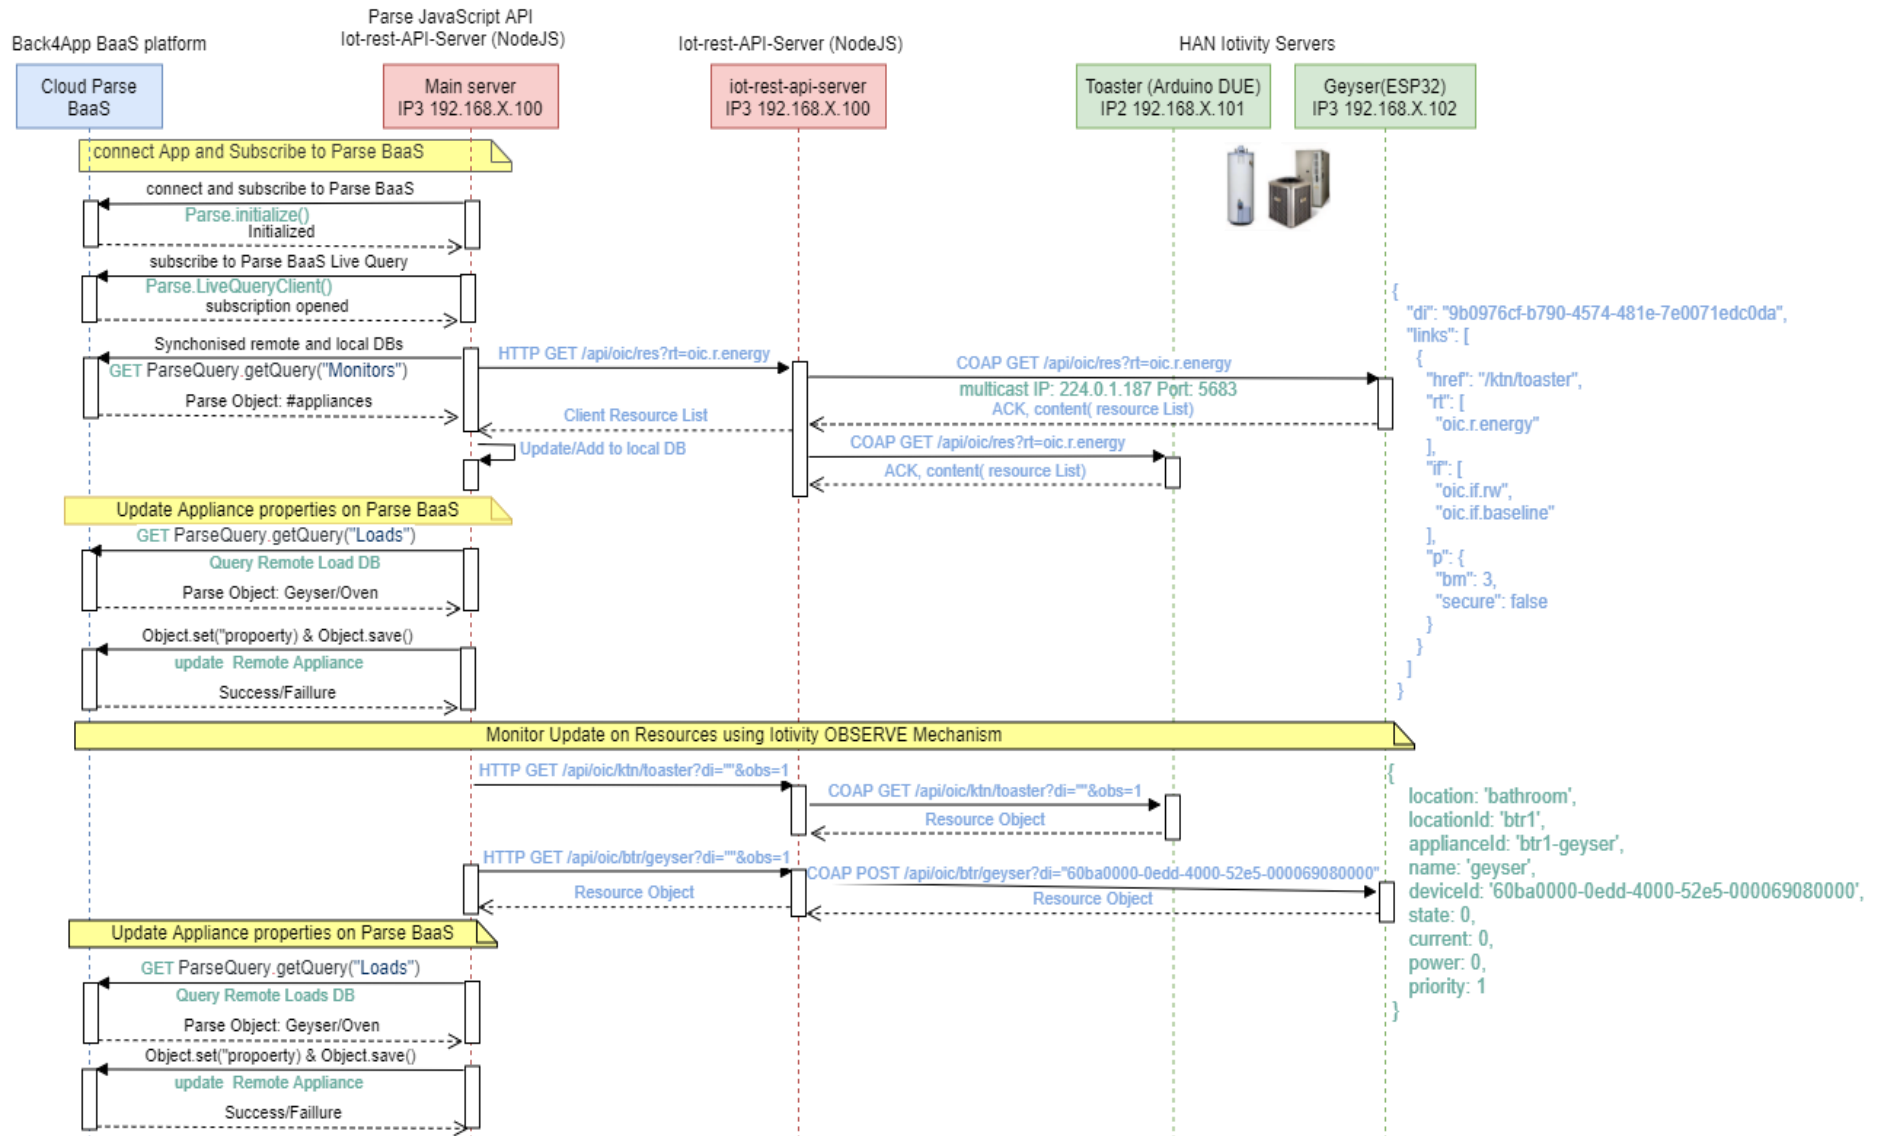 Parse JavaScript API
Back4App BaaS platform
Iot-rest-API-Server (NodeJS)
Iot-rest-API-Server (NodeJS)
HAN Iotivity Servers
Cloud Parse
BaaS
Main server
IP3 192.168.X.100
iot-rest-api-server
IP3 192.168.X.100
Toaster (Arduino DUE)
IP2 192.168.X.101
Geyser(ESP32)
IP3 192.168.X.102
connect App and Subscribe to Parse BaaS
connect and subscribe to Parse BaaS
Parse.initialize()
Initialized
subscribe to Parse BaaS Live Query
Parse.LiveQueryClient()
subscription opened
Synchonised remote and local DBs
GET ParseQuery.getQuery("Monitors")
Parse Object: #appliances
HTTP GET /api/oic/res?rt=oic.r.energy
COAP GET /api/oic/res?rt=oic.r.energy
multicast IP: 224.0.1.187 Port: 5683
ACK, content( resource List)
Client Resource List
COAP GET /api/oic/res?rt=oic.r.energy
Update/Add to local DB
ACK, content( resource List)
{
"di": "9b0976cf-b790-4574-481e-7e0071edc0da",
"links": [
{
"href": "/ktn/toaster",
"rt": [
"oic.r.energy"
],
"if": [
"oic.if.rw",
"oic.if.baseline"
],
"p": {
"bm": 3,
"secure": false
}
}
]
}
Update Appliance properties on Parse BaaS
GET ParseQuery.getQuery("Loads")
Query Remote Load DB
Parse Object: Geyser/Oven
Object.set("propoerty) & Object.save()
update Remote Appliance
Success/Faillure
Monitor Update on Resources using Iotivity OBSERVE Mechanism
HTTP GET /api/oic/ktn/toaster?di=""&obs=1
COAP GET /api/oic/ktn/toaster?di=""&obs=1
Resource Object
HTTP GET /api/oic/btr/geyser?di=""&obs=1
COAP POST /api/oic/btr/geyser?di="60ba0000-0edd-4000-52e5-000069080000"
Resource Object
Resource Object
{
location: 'bathroom',
locationId: 'btr1',
applianceId: 'btr1-geyser',
name: 'geyser',
deviceId: '60ba0000-0edd-4000-52e5-000069080000',
state: 0,
current: 0,
power: 0,
priority: 1
}
Update Appliance properties on Parse BaaS
GET ParseQuery.getQuery("Loads")
Query Remote Loads DB
Parse Object: Geyser/Oven
Object.set("propoerty) & Object.save()
update Remote Appliance
Success/Faillure